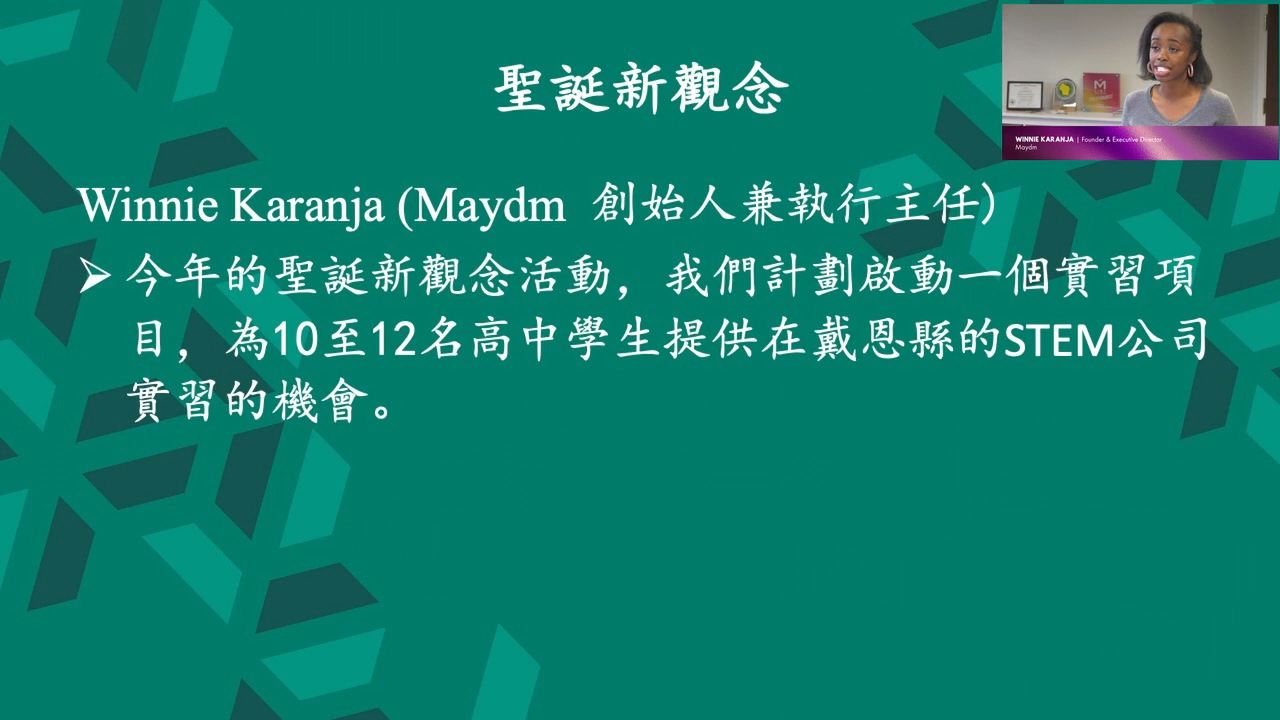 聖誕新觀念
WINNIE KARANJA | Founder & Executive Director
Maydm
M
Winnie Karanja (Maydm 創始人兼執行主任)
➢ 今年的聖誕新觀念活動，我們計劃啟動一個實習項
目，為10至12名高中學生提供在戴恩縣的STEM公司
實習的機會。